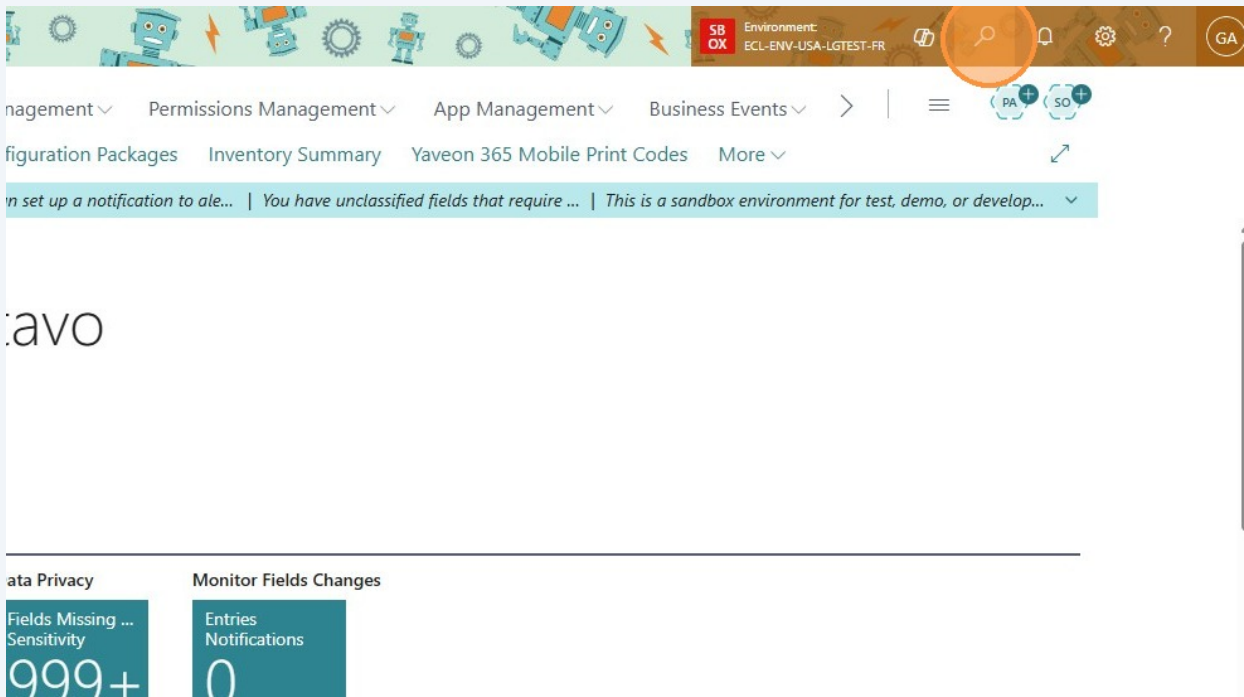 SB
OX
Environment:
ECL-ENV-USA-LGTEST-FR
?
GA
nagement
Permissions Management
App Management
Business Events
PA
SO
figuration Packages
Inventory Summary
Yaveon 365 Mobile Print Codes
More
n set up a notification to ale... | You have unclassified fields that require ... | This is a sandbox environment for test, demo, or develop...
avo
ata Privacy
Monitor Fields Changes
Fields Missing ...
Sensitivity
999+
Entries
Notifications
0